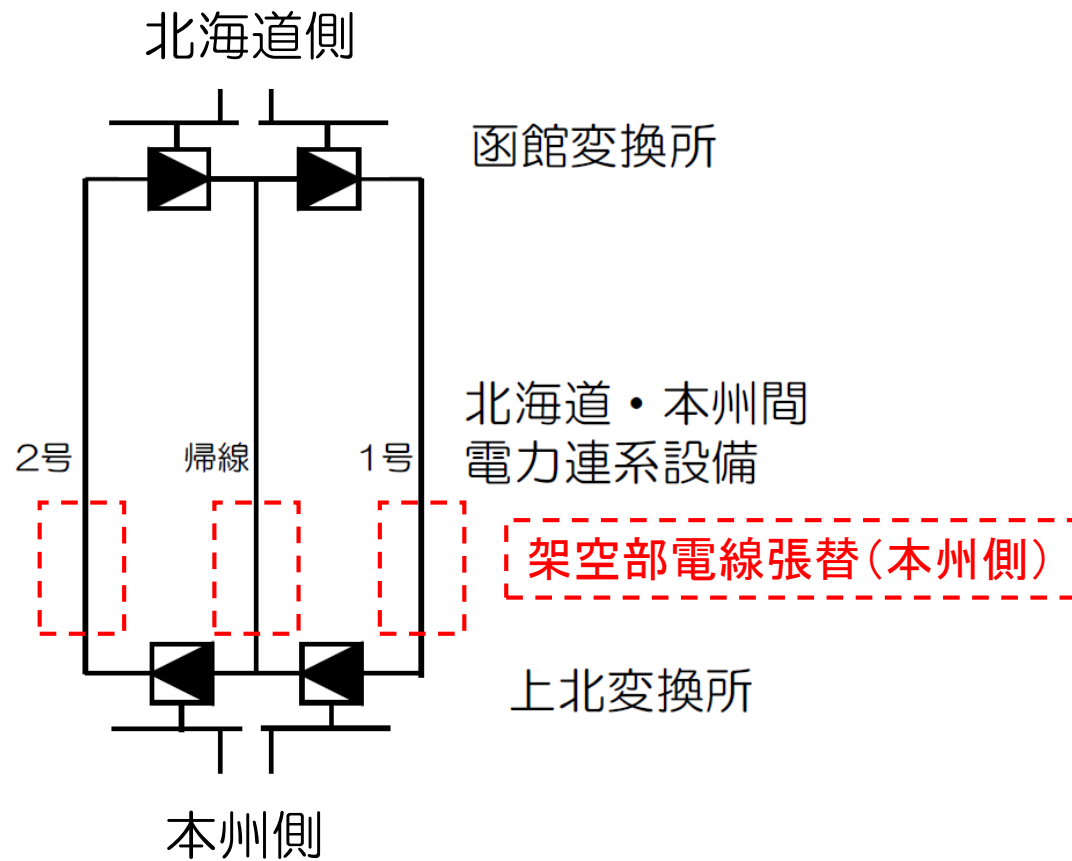 北海道側
函館変換所
北海道・本州間
電力連系設備
2号
帰線
1号
架空部電線張替(本州側)
上北変換所
本州側